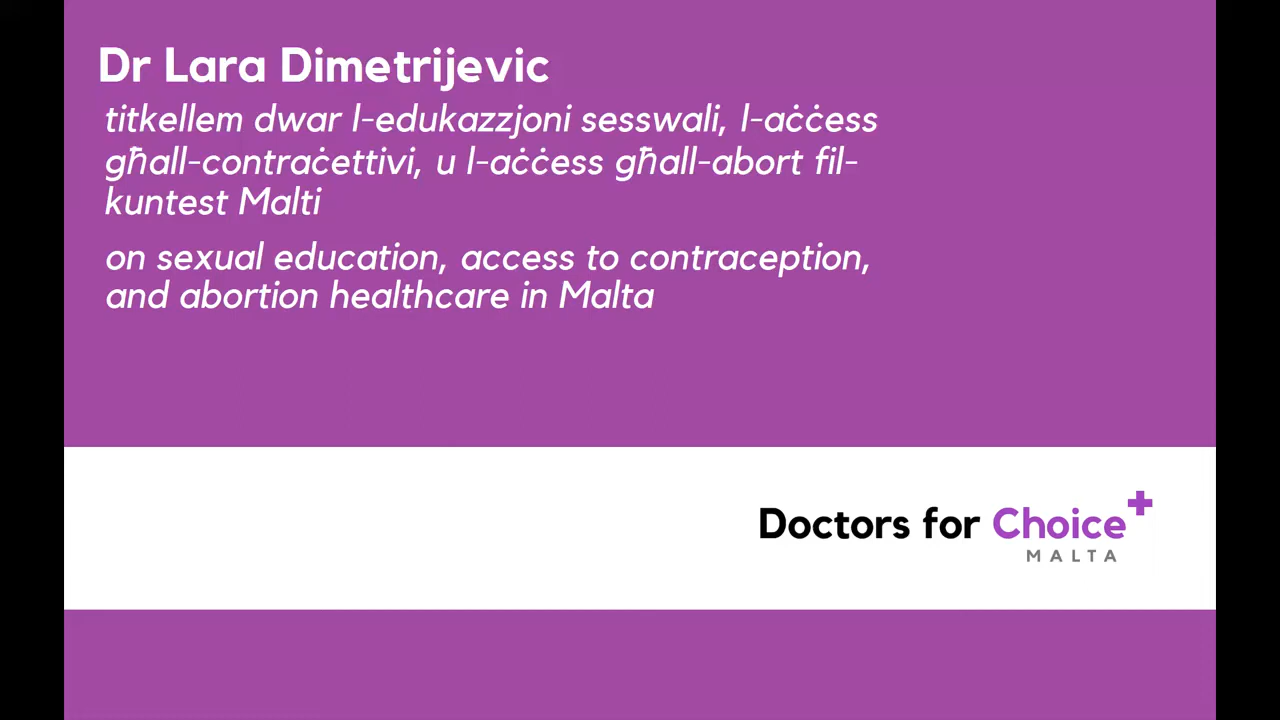 Dr Lara Dimetrijevic
titkellem dwar l-edukazzjoni sesswali, l-aċċess
għall-contraċettivi, u l-aċċess għall-abort fil-
kuntest Malti
on sexual education, access to contraception,
and abortion healthcare in Malta
Doctors for Choice+
MALTA